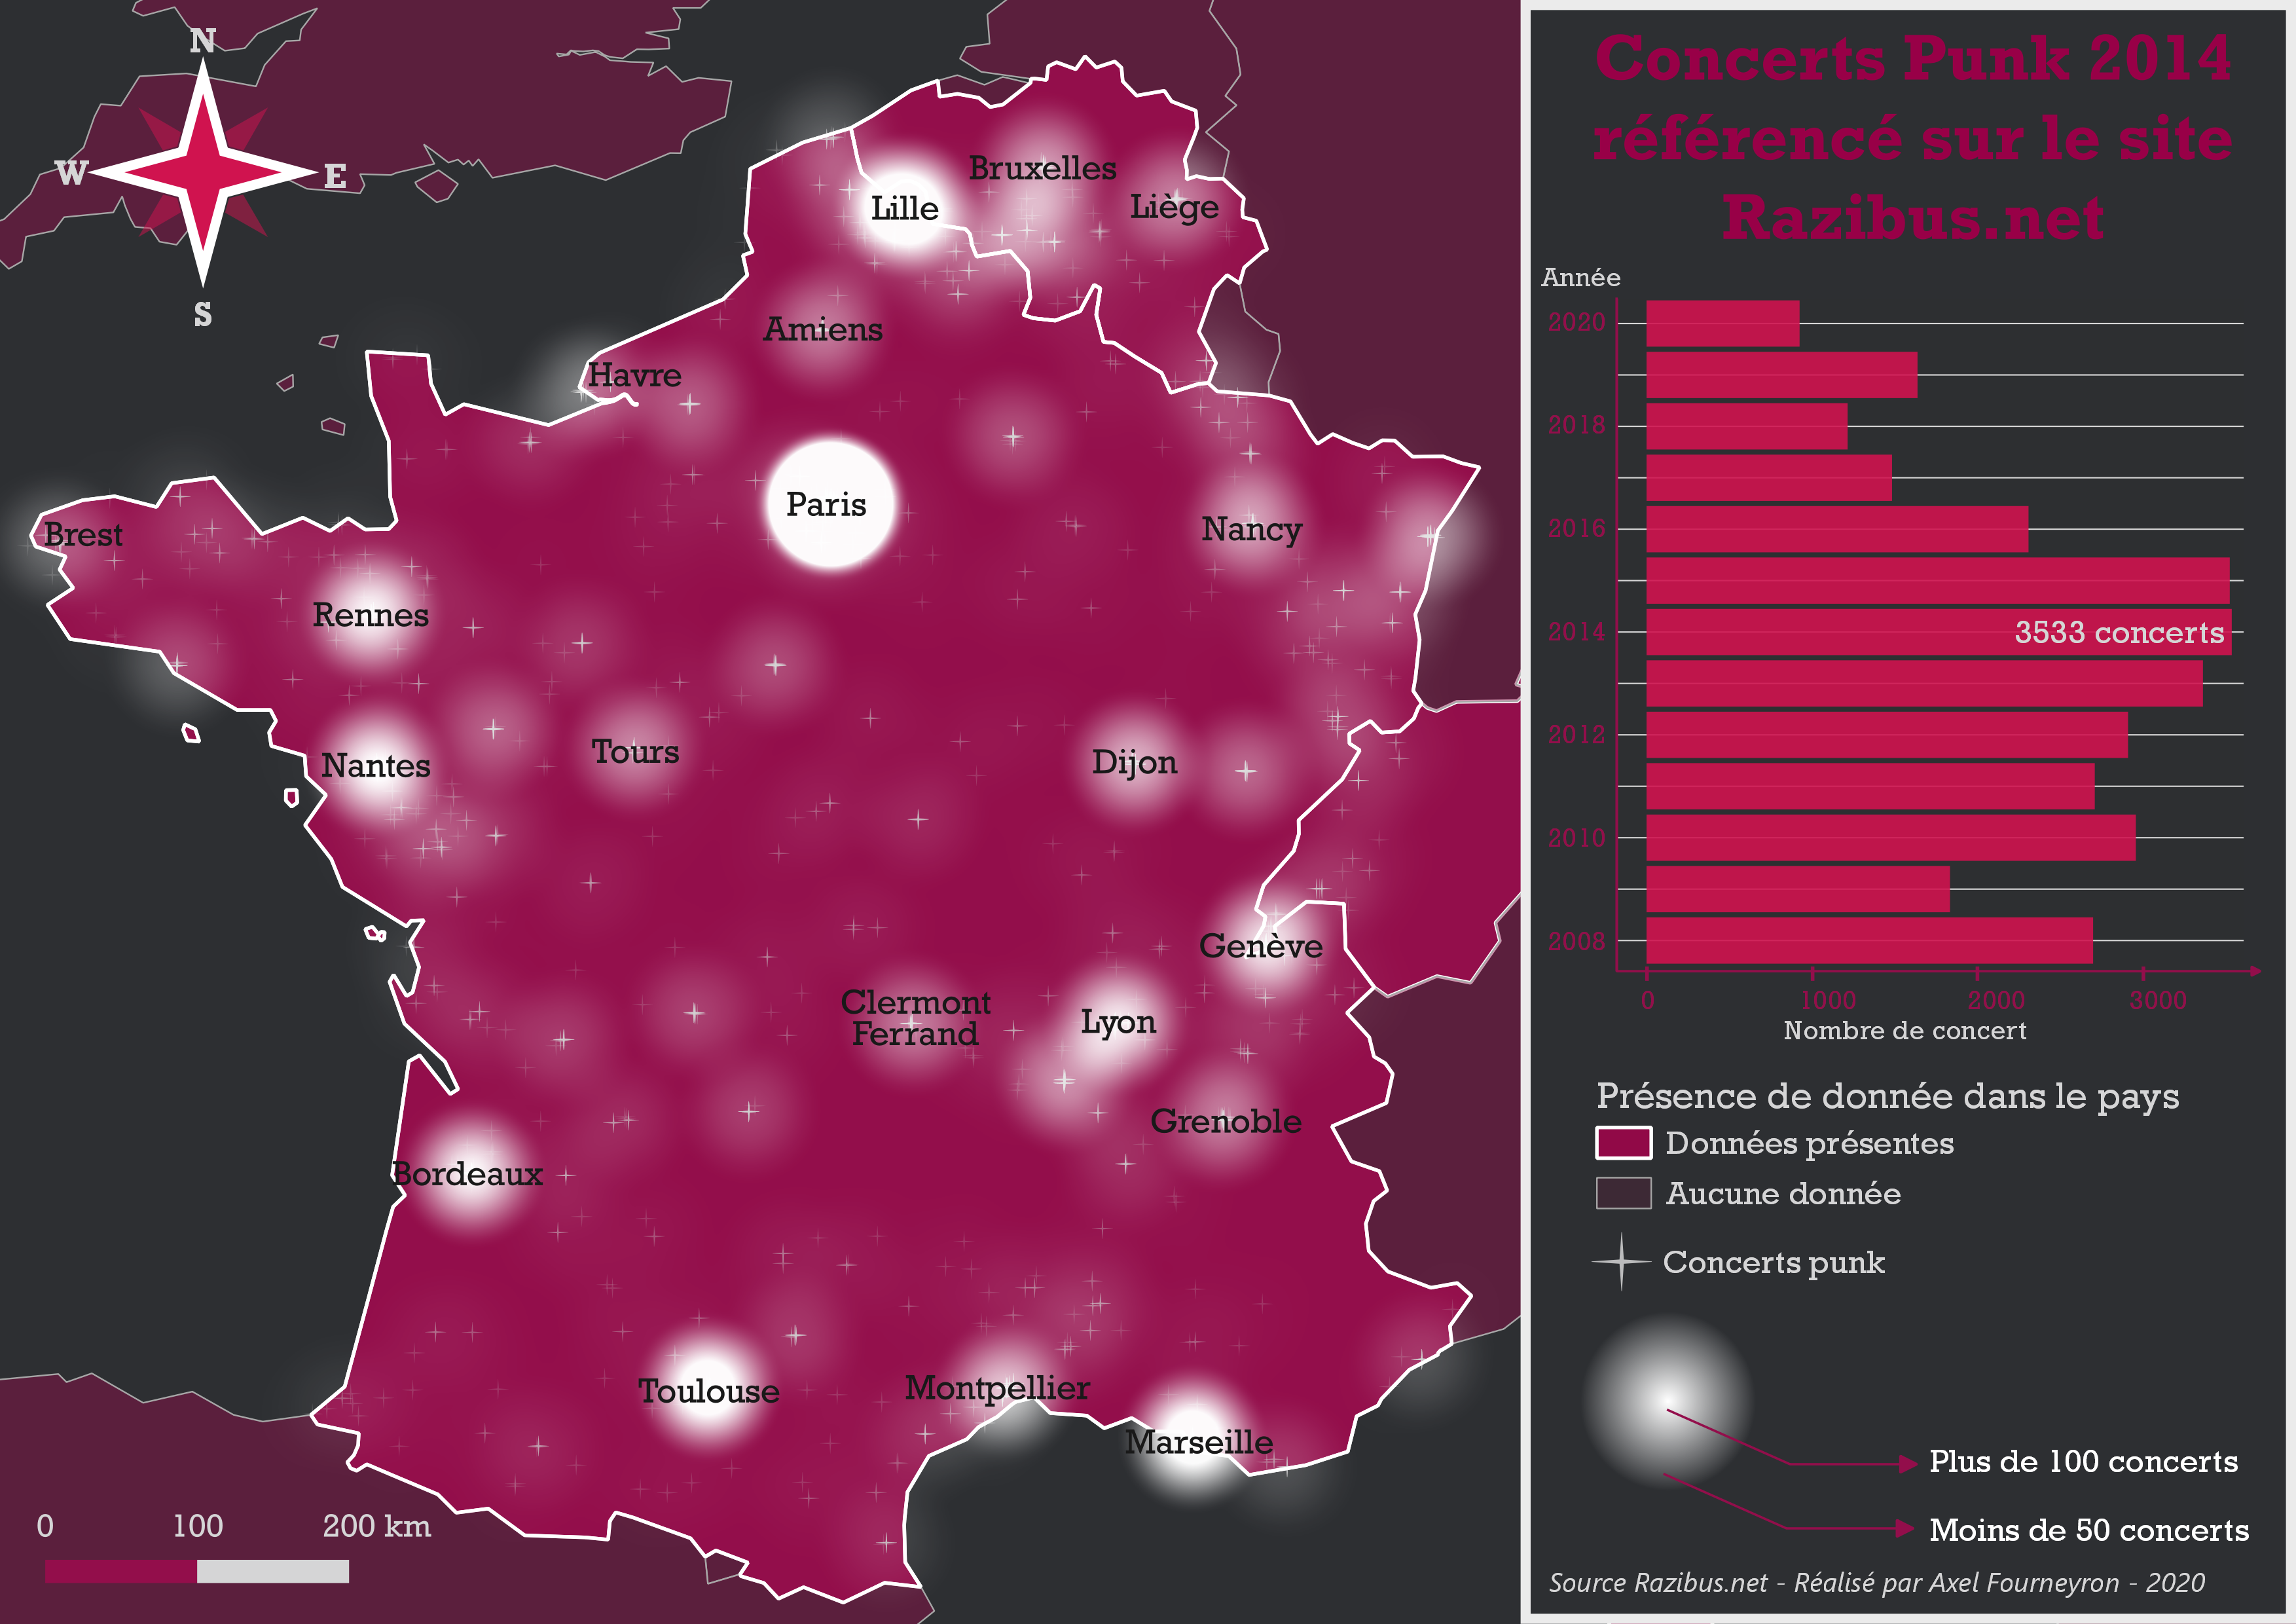 N
W
E
S
Bruxelles
Lille
Liège
Amiens
Havre
Paris
Brest
Nancy
Rennes
Tours
Nantes
Dijon
Genève
Clermont
Ferrand
Lyon
Grenoble
Bordeaux
Toulouse
Montpellier
Marseille
0 100 200 km
Concerts Punk 2014
référencé sur le site
Razibus.net
Année
2020
2018
2016
2014
3533 concerts
2012
2010
2008
0 1000 2000 3000
Nombre de concert
Présence de donnée dans le pays
Données présentes
Aucune donnée
Concerts punk
Plus de 100 concerts
Moins de 50 concerts
Source Razibus.net - Réalisé par Axel Fourneyron - 2020